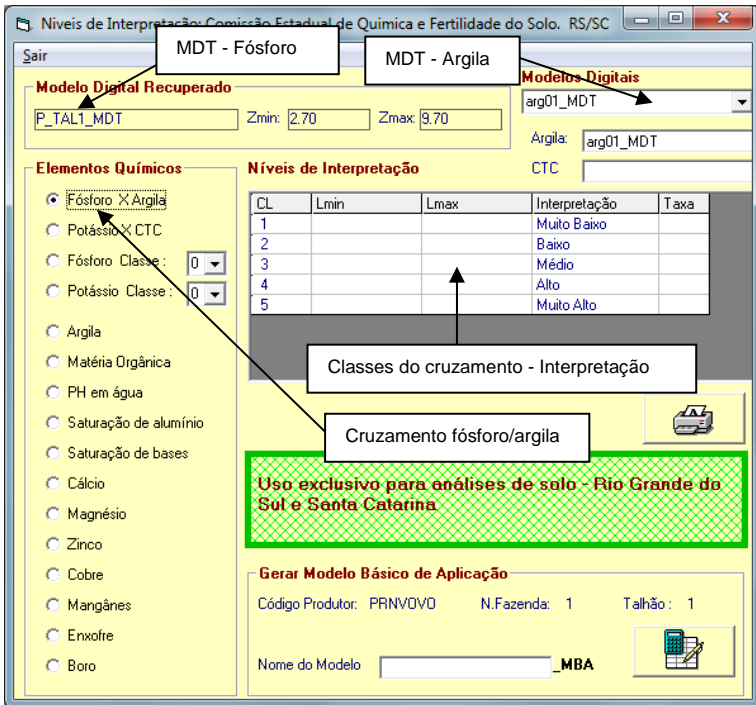 Niveis de Interpretação: Comissão Estadual de Quimica e Fertilidade do Solo. RS/SC
Sair
MDT - Fósforo
MDT - Argila
Modelo Digital Recuperado
P_TAL1_MDT
Zmin: 2.70
Zmax: 9.70
Modelos Digitais
arg01_MDT
Argila: arg01_MDT
CTC
Elementos Químicos
Fósforo X Argila
Potássio X CTC
Fósforo Classe : 0
Potássio Classe : 0
Argila
Matéria Orgânica
PH em água
Saturação de alumínio
Saturação de bases
Cálcio
Magnésio
Zinco
Cobre
Mangânes
Enxofre
Boro
Níveis de Interpretação
CL Lmin Lmax Interpretação Taxa
1 Muito Baixo
2 Baixo
3 Médio
4 Alto
5 Muito Alto
Classes do cruzamento - Interpretação
Cruzamento fósforo/argila
Uso exclusivo para análises de solo - Rio Grande do
Sul e Santa Catarina
Gerar Modelo Básico de Aplicação
Código Produtor: PRNVOVO N.Fazenda: 1 Talhão : 1
Nome do Modelo _MBA